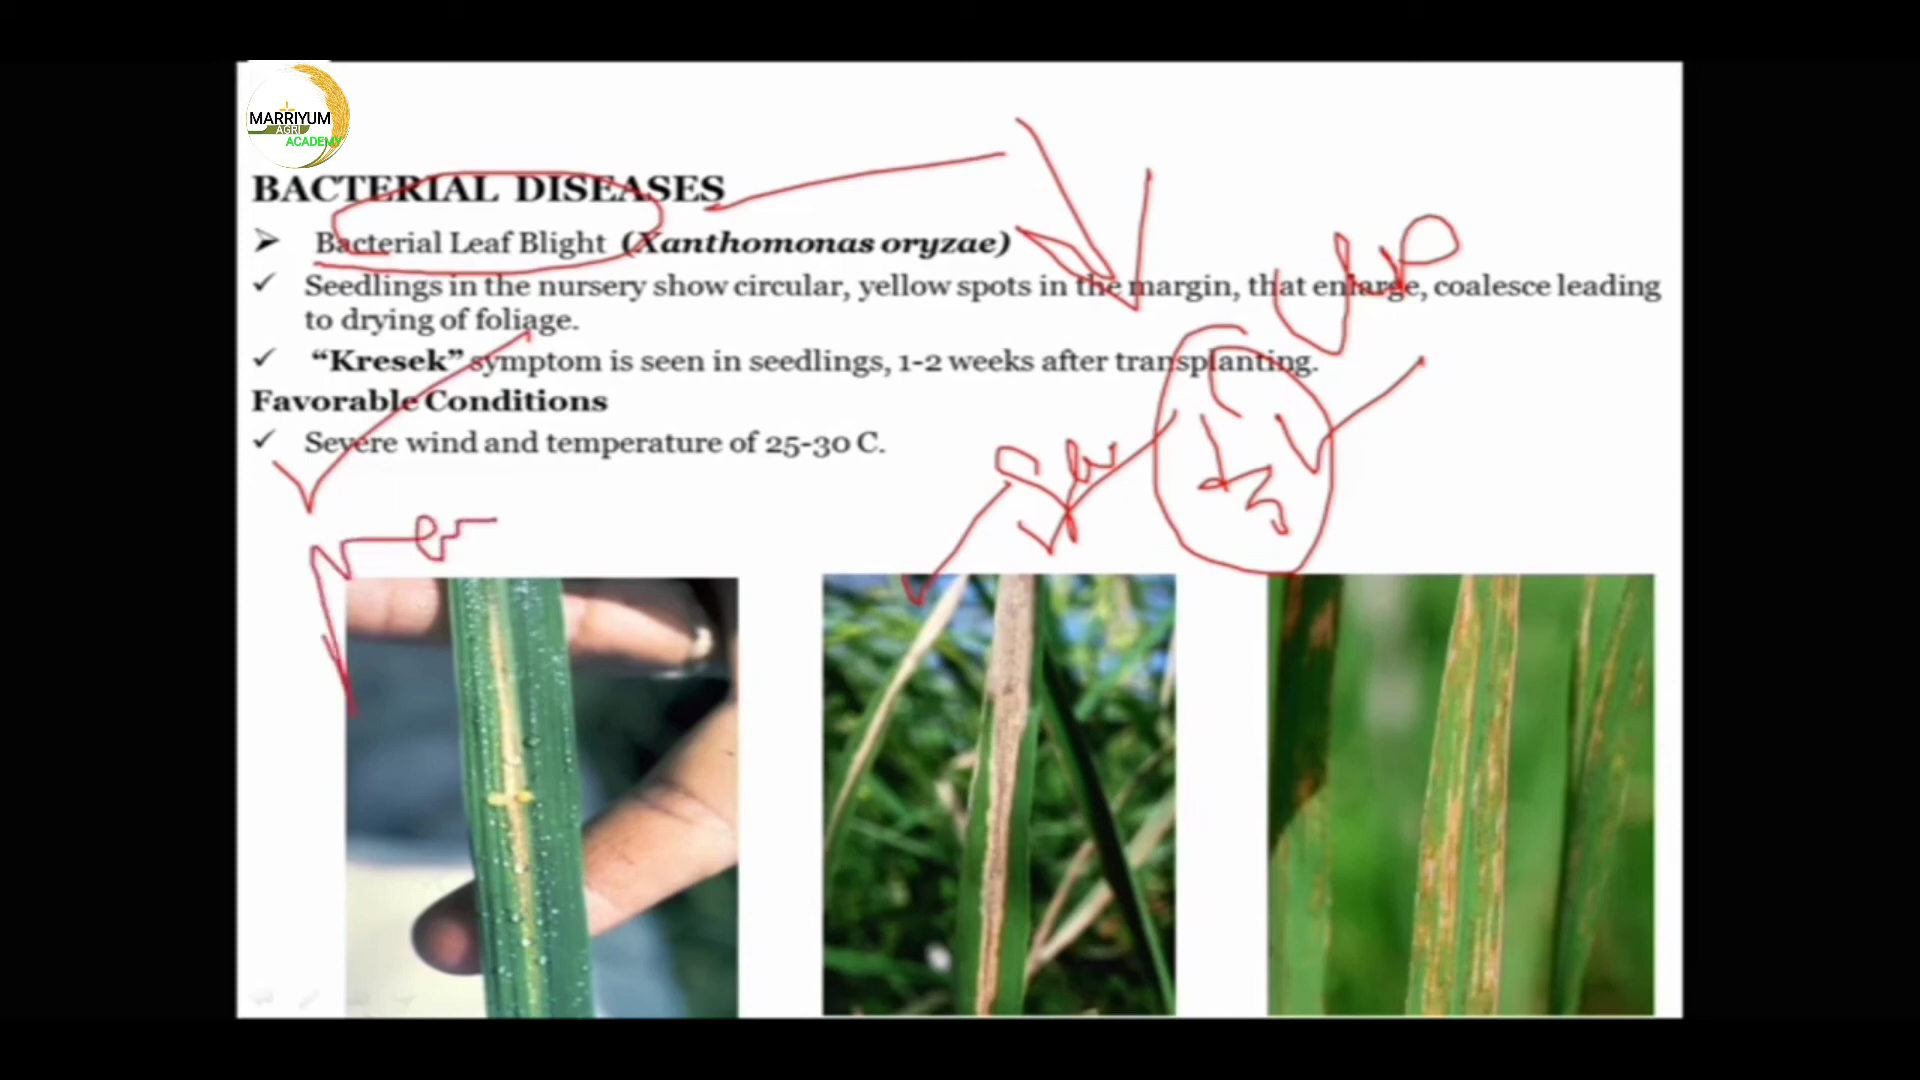 MARRIYUM
AGRI
ACADEMY
BACTERIAL DISEASES
➤ Bacterial Leaf Blight (Xanthomonas oryzae)
✓ Seedlings in the nursery show circular, yellow spots in the margin, that enlarge, coalesce leading
to drying of foliage.
✓ “Kresek” symptom is seen in seedlings, 1-2 weeks after transplanting.
Favorable Conditions
✓ Severe wind and temperature of 25-30 C.